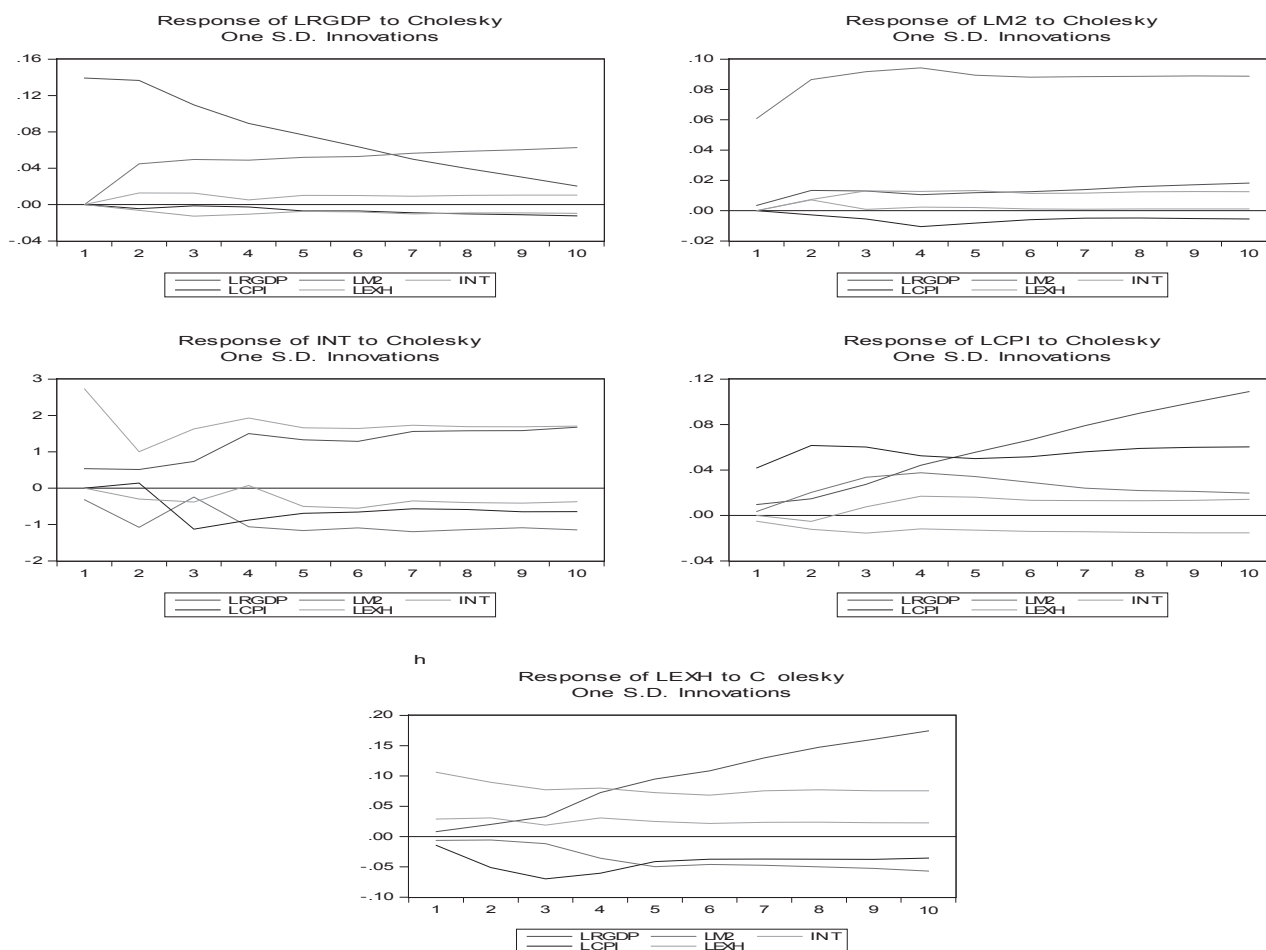 Response of LRGDP to Cholesky
One S.D. Innovations
.16
.12
.08
.04
.00
-.04
1 2 3 4 5 6 7 8 9 10
LRGDP LM2 INT
LCPI LEXH
Response of LM2 to Cholesky
One S.D. Innovations
.10
.08
.06
.04
.02
.00
-.02
1 2 3 4 5 6 7 8 9 10
LRGDP LM2 INT
LCPI LEXH
Response of INT to Cholesky
One S.D. Innovations
3
2
1
0
-1
-2
1 2 3 4 5 6 7 8 9 10
LRGDP LM2 INT
LCPI LEXH
Response of LCPI to Cholesky
One S.D. Innovations
.12
.08
.04
.00
-.04
1 2 3 4 5 6 7 8 9 10
LRGDP LM2 INT
LCPI LEXH
h
Response of LEXH to C olesky
One S.D. Innovations
.20
.15
.10
.05
.00
-.05
-.10
1 2 3 4 5 6 7 8 9 10
LRGDP LM2 INT
LCPI LEXH